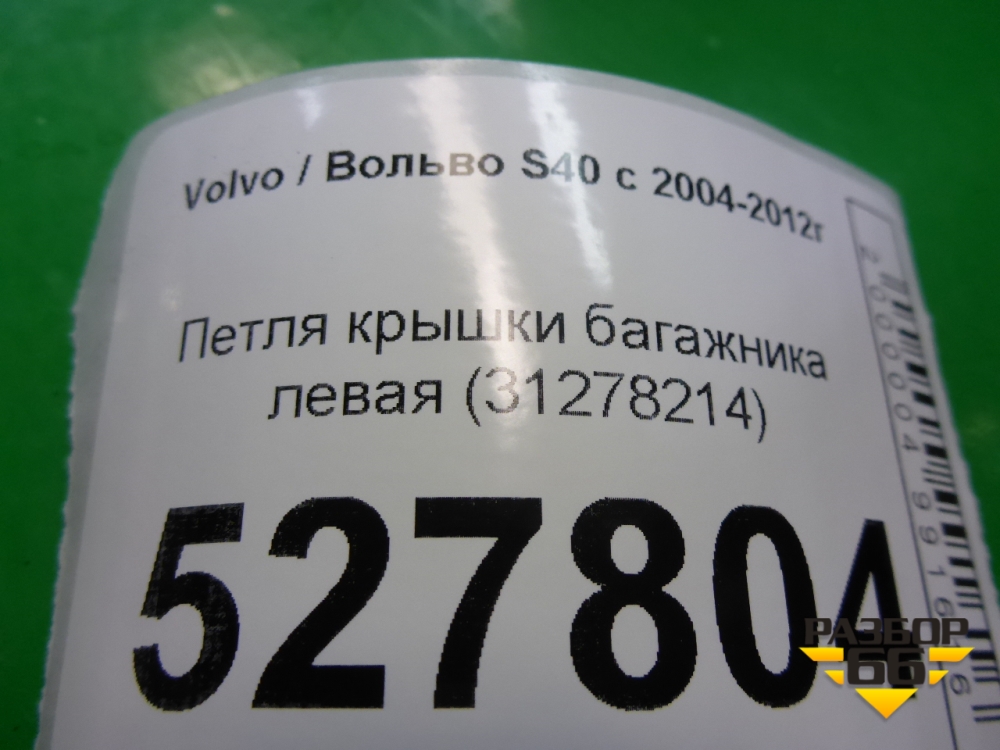 Volvo / Вольво S40 с 2004-2012г
Петля крышки багажника
левая (31278214)
527804
РАЗБОР
66